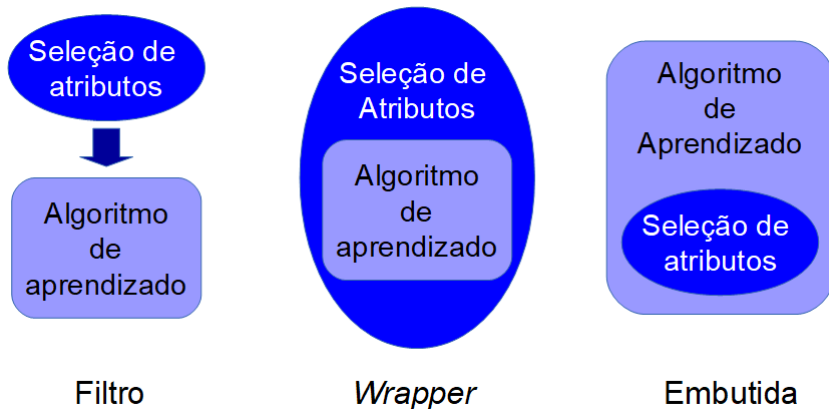 Seleção de
atributos
Algoritmo
de
aprendizado
Filtro
Seleção de
Atributos
Algoritmo
de
aprendizado
Wrapper
Algoritmo
de
Aprendizado
Seleção de
atributos
Embutida